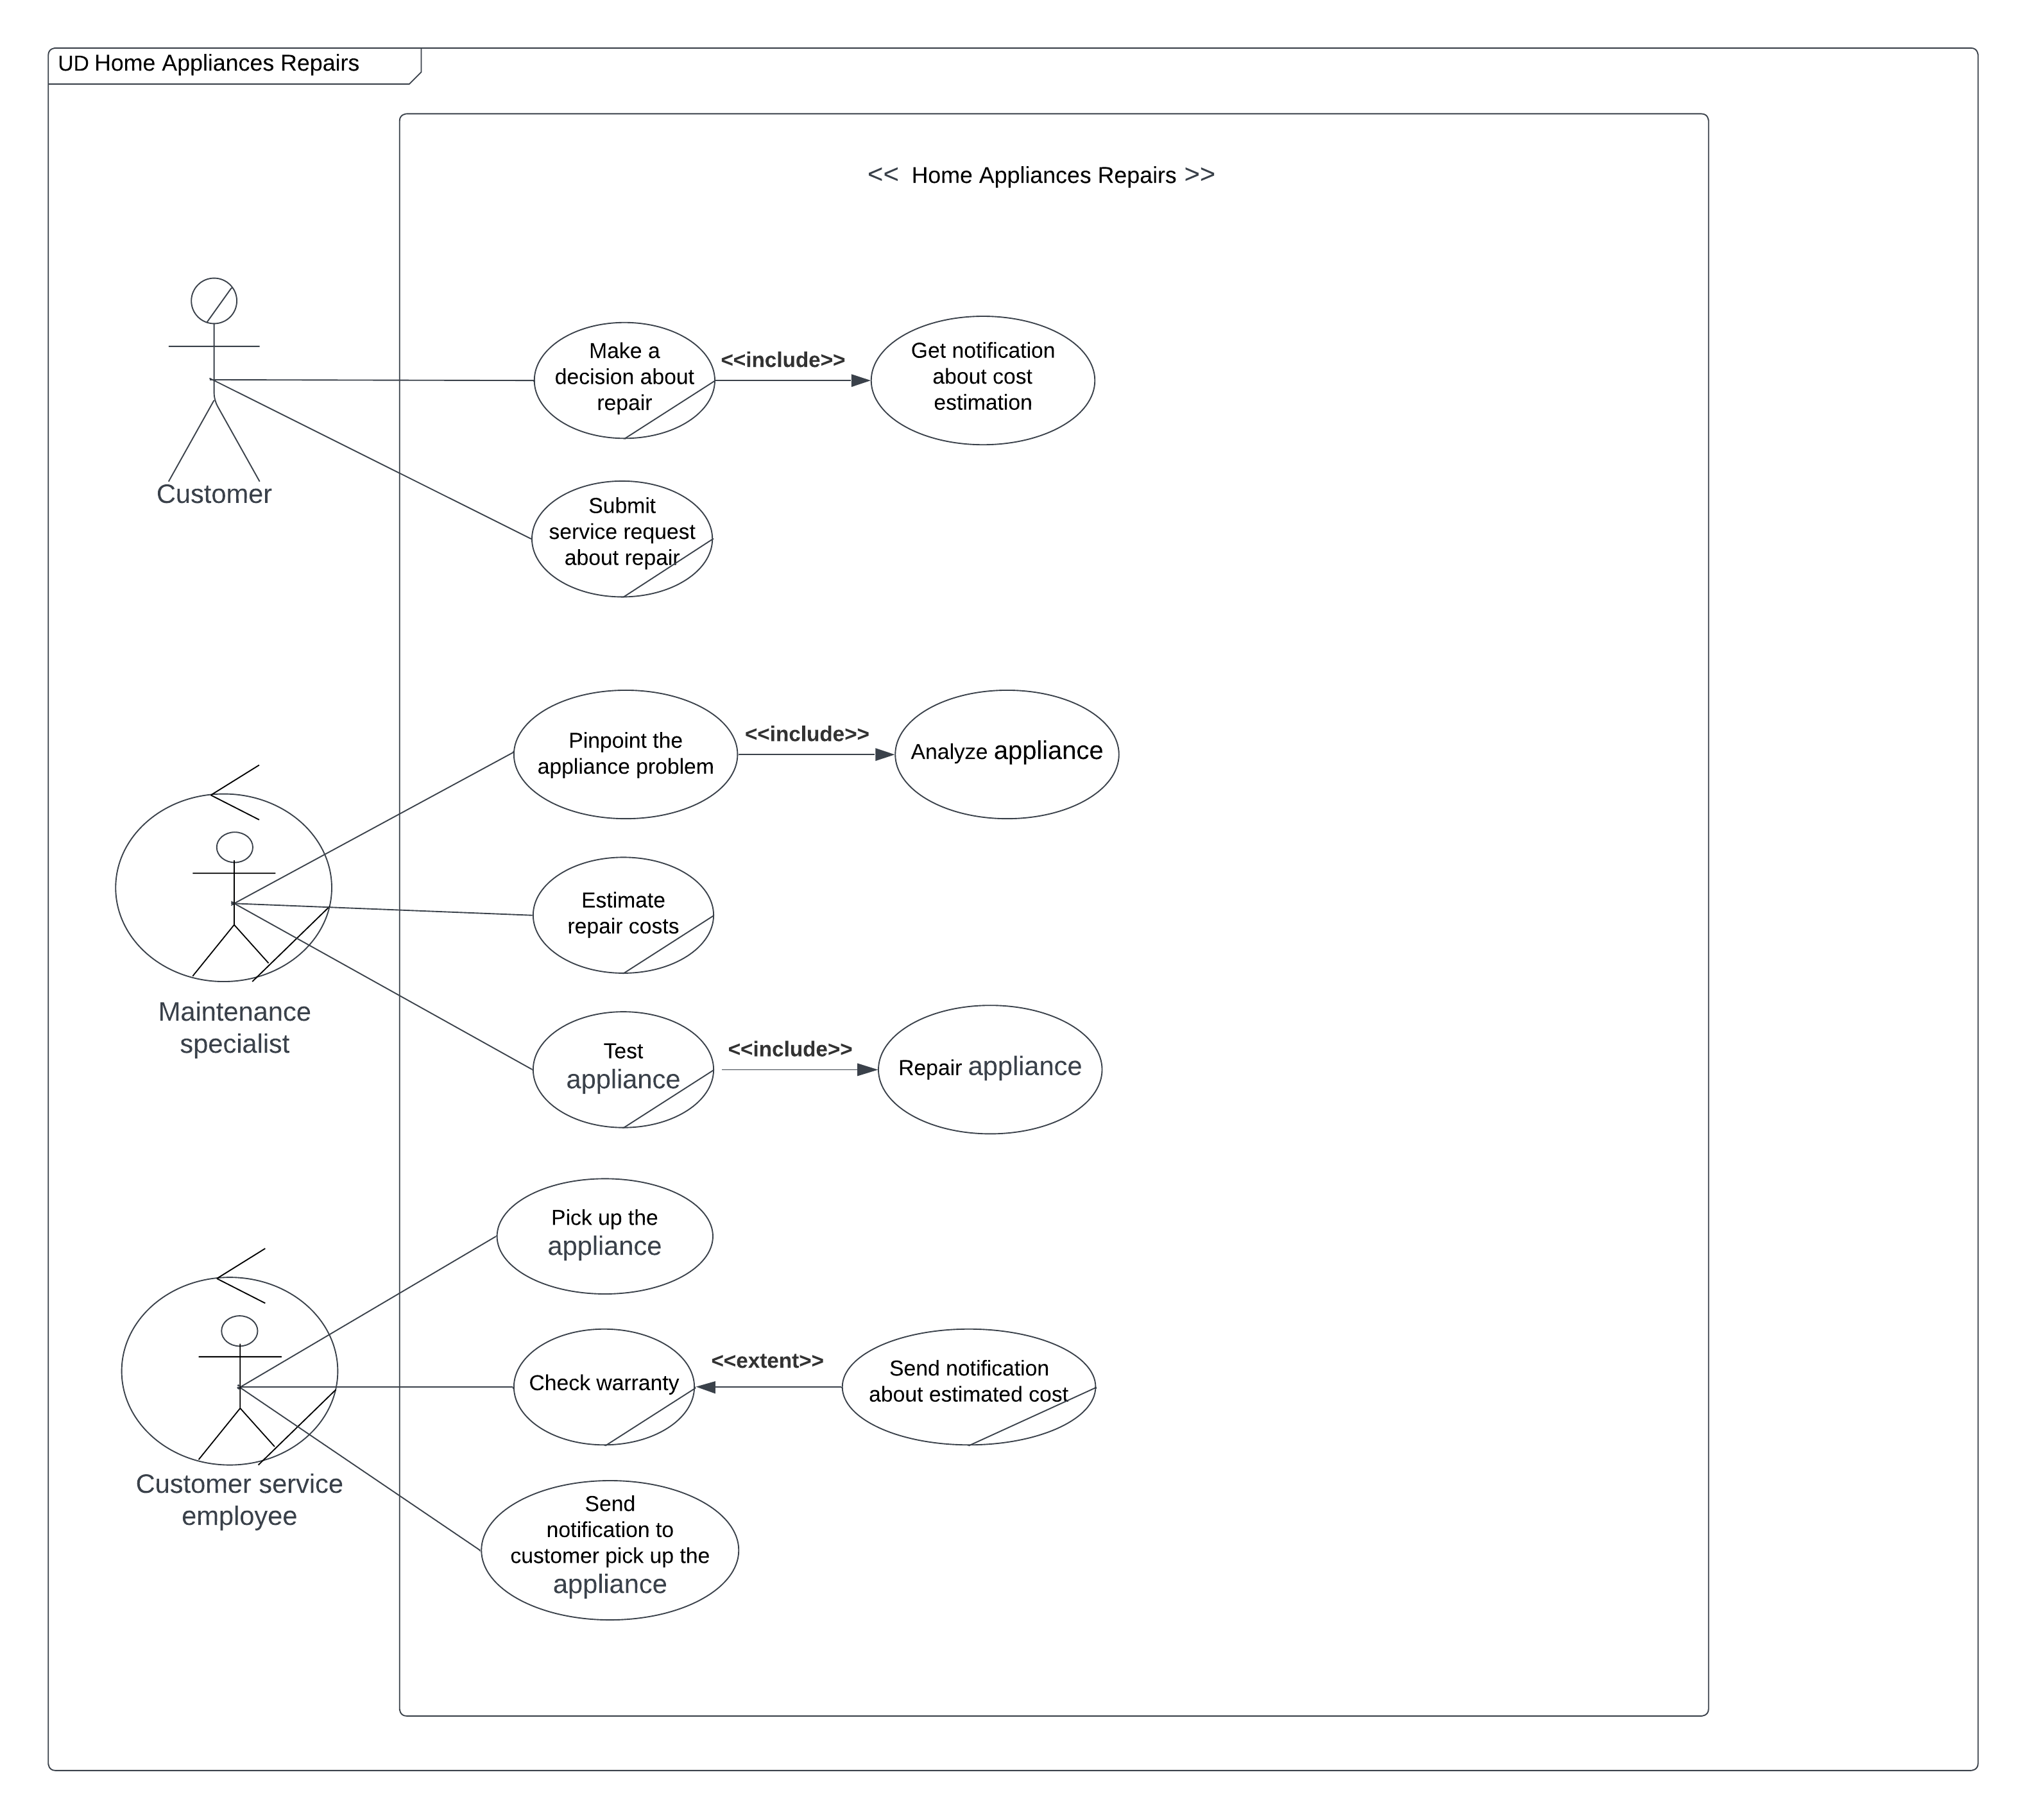 UD Home Appliances Repairs
<< Home Appliances Repairs >>
Customer
Make a
decision about
repair
<<include>>
Get notification
about cost
estimation
Submit
service request
about repair
Maintenance
specialist
Pinpoint the
appliance problem
<<include>>
Analyze appliance
Estimate
repair costs
Test
appliance
<<include>>
Repair appliance
Customer service
employee
Pick up the
appliance
Check warranty
<<extent>>
Send notification
about estimated cost
Send
notification to
customer pick up the
appliance